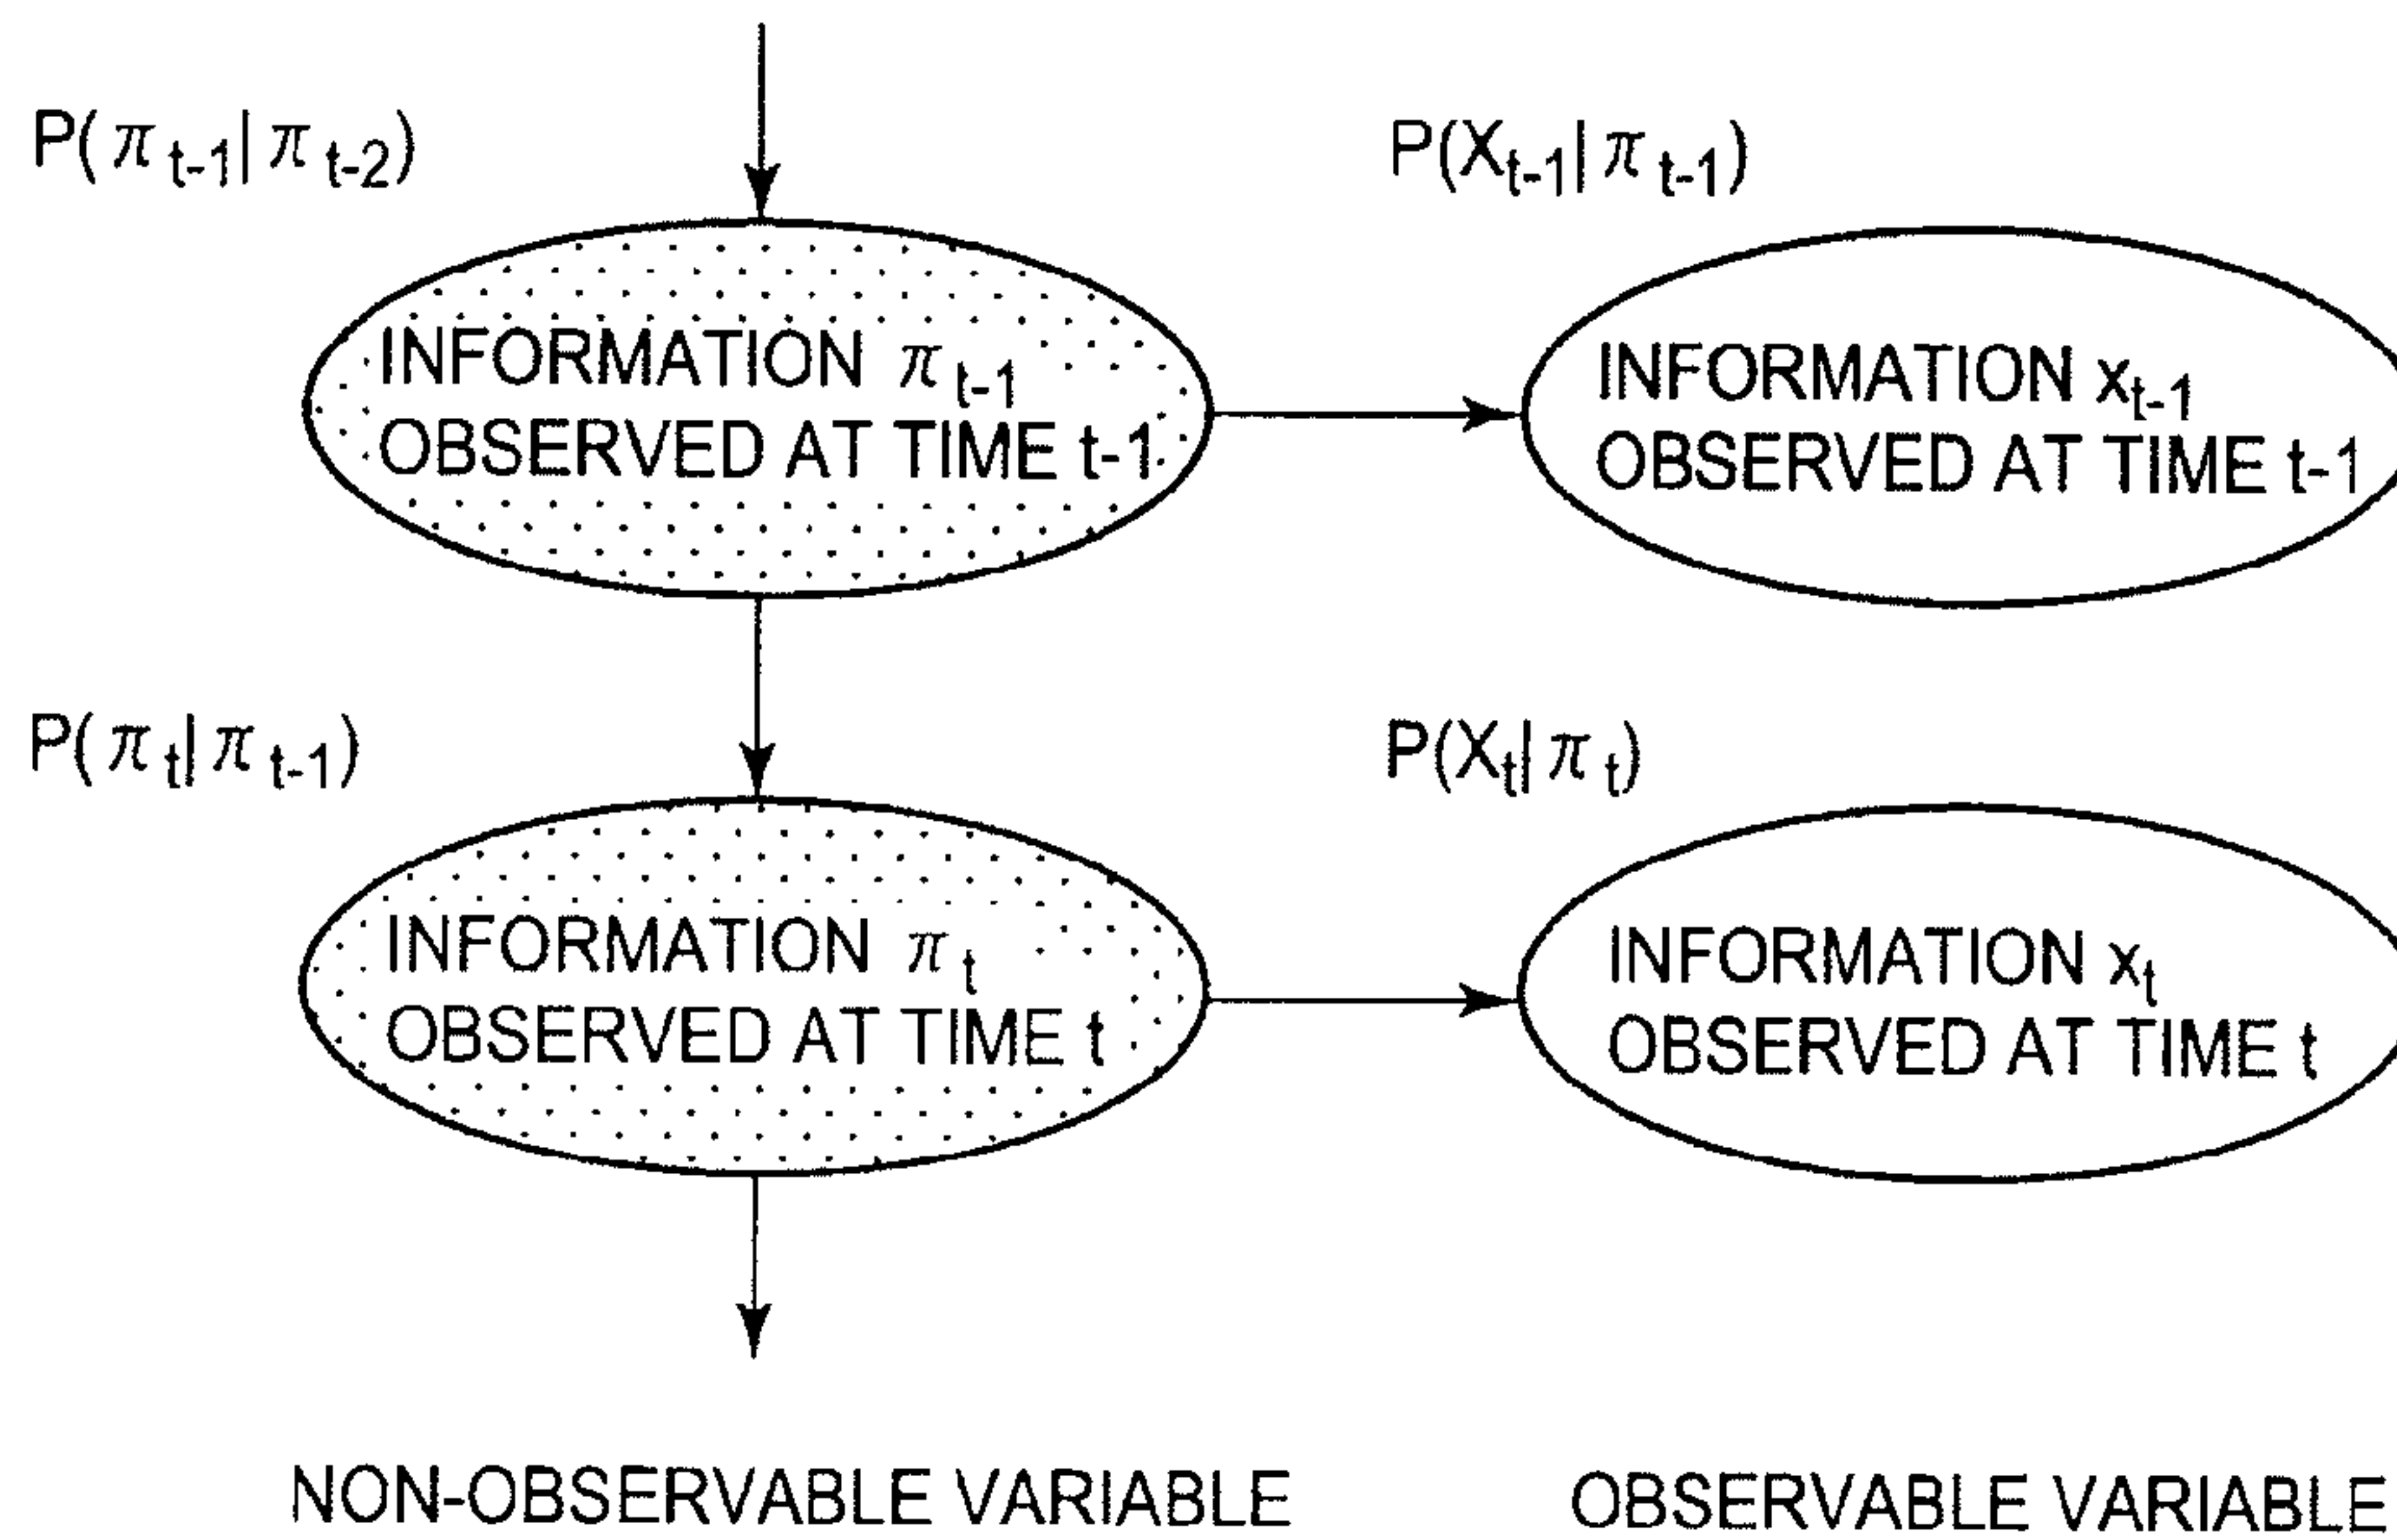 P(π t-1|π t-2)
P(Xt-1|π t-1)
INFORMATION π t-1
OBSERVED AT TIME t-1
INFORMATION xt-1
OBSERVED AT TIME t-1
P(π t|π t-1)
P(Xt|π t)
INFORMATION π t
OBSERVED AT TIME t
INFORMATION xt
OBSERVED AT TIME t
NON-OBSERVABLE VARIABLE
OBSERVABLE VARIABLE